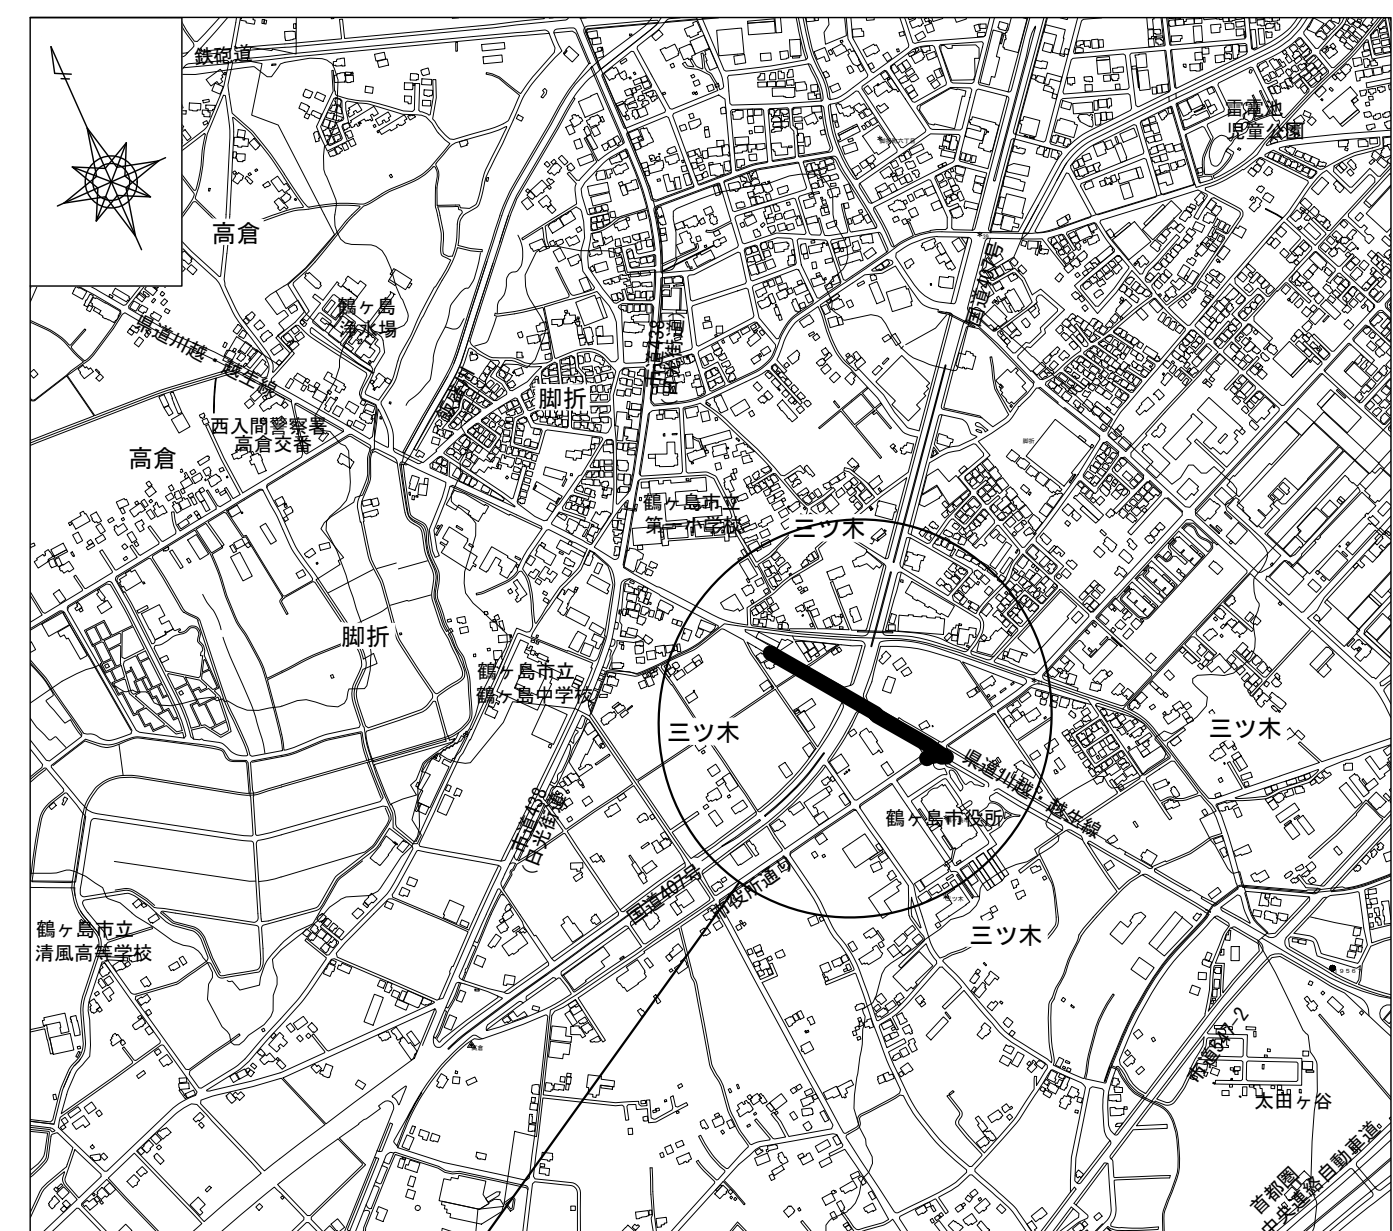 鉄砲道
雷電池
児童公園
高倉
国道407号
鶴ヶ島
浄水場
県道川越・越生線
脚折
西入間警察署
高倉交番
高倉
脚折
鶴ヶ島市立
第一小学校
三ツ木
脚折
鶴ヶ島市立
鶴ヶ島中学校
三ツ木
三ツ木
県道川越・越生線
鶴ヶ島市役所
(日光街道)
国道407号
市役所通り
鶴ヶ島市立
清風高等学校
三ツ木
太田ヶ谷
首都圏
中央連絡自動車道